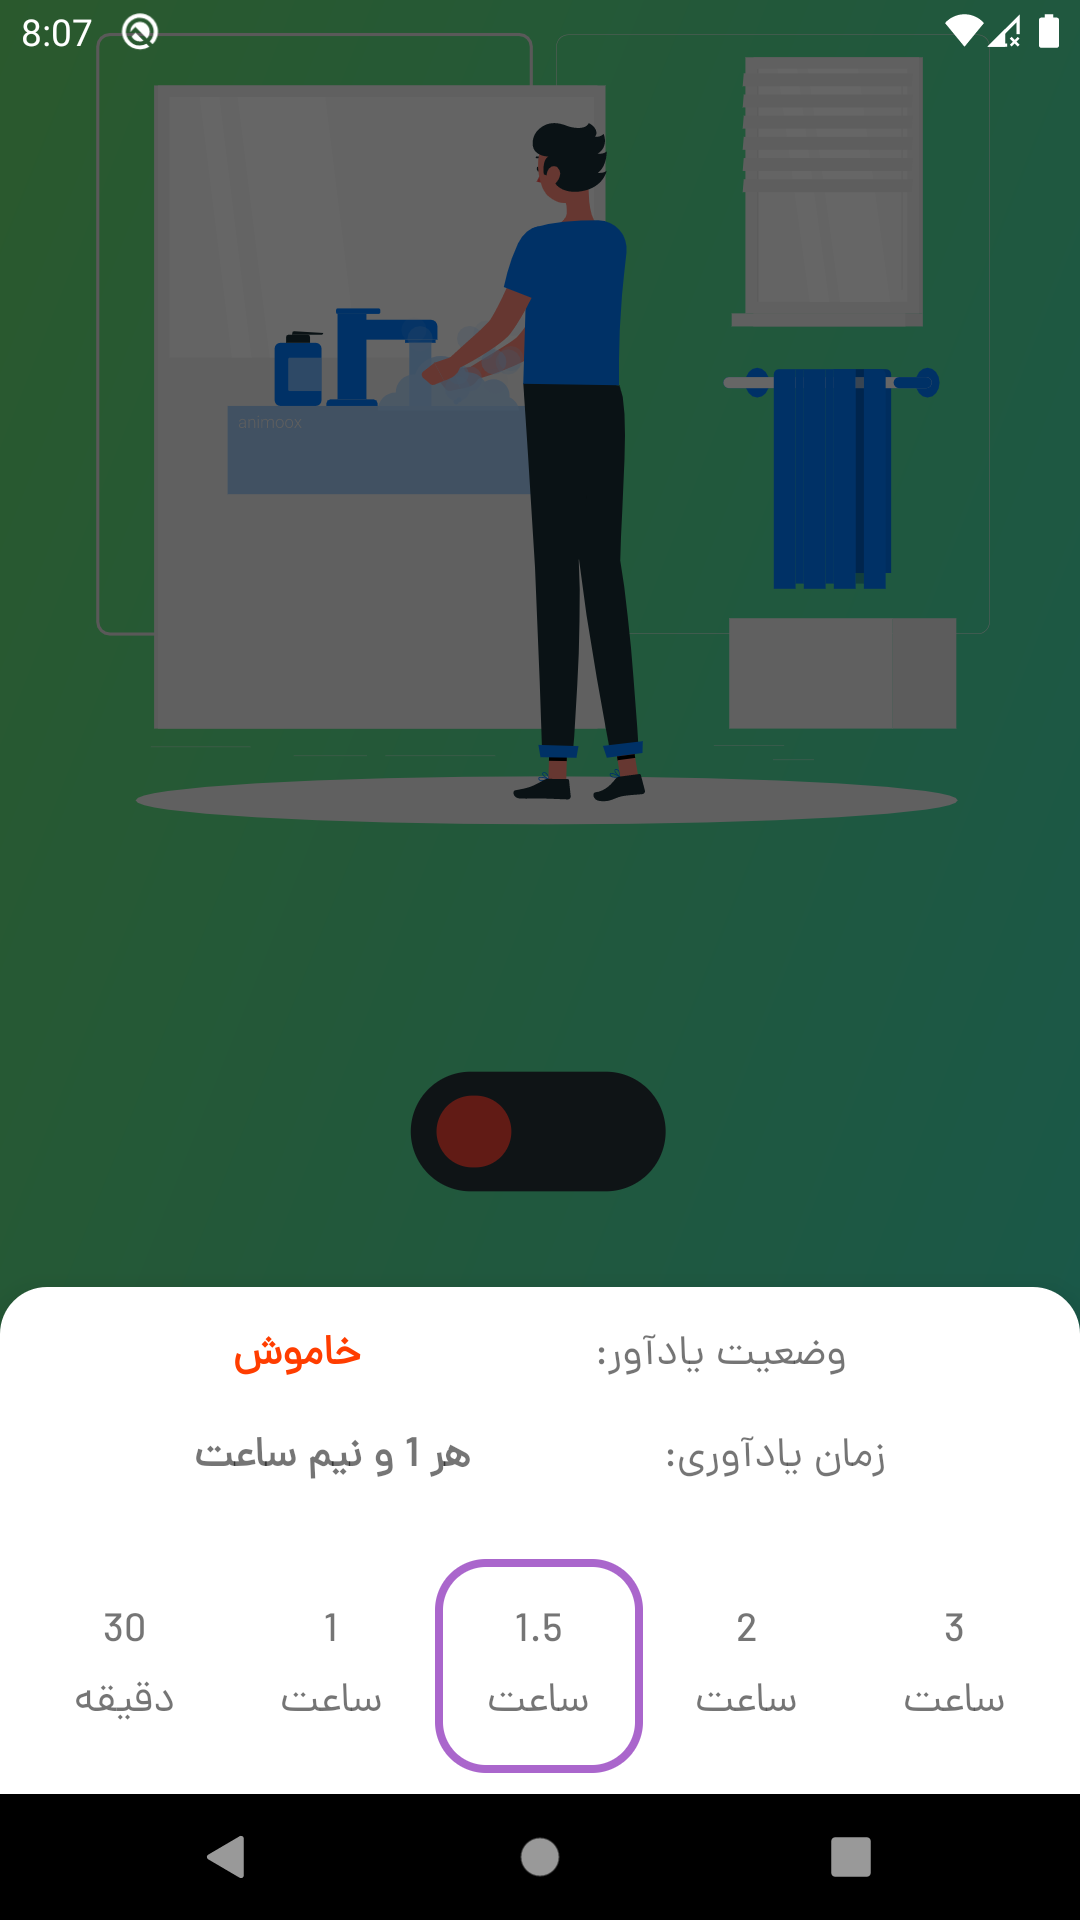 8:07
animoox
وضعیت یادآور: خاموش
زمان یادآوری: هر 1 و نیم ساعت
3 2 1.5 1 30
ساعت ساعت ساعت ساعت دقیقه